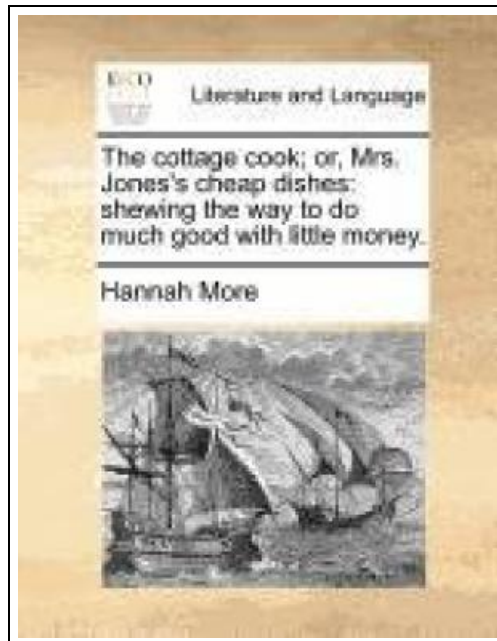 ECCO
Literature and Language
The cottage cook; or, Mrs.
Jones's cheap dishes:
shewing the way to do
much good with little money.
Hannah More